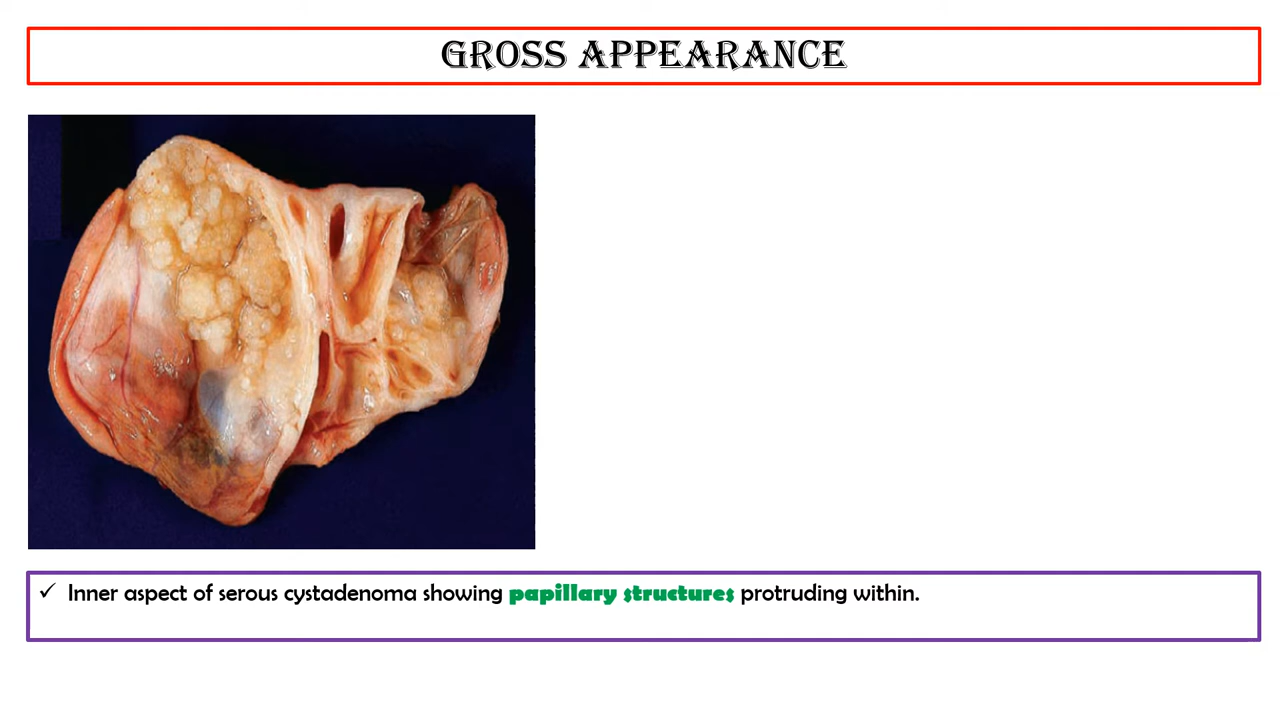 GROSS APPEARANCE
✓ Inner aspect of serous cystadenoma showing papillary structures protruding within.